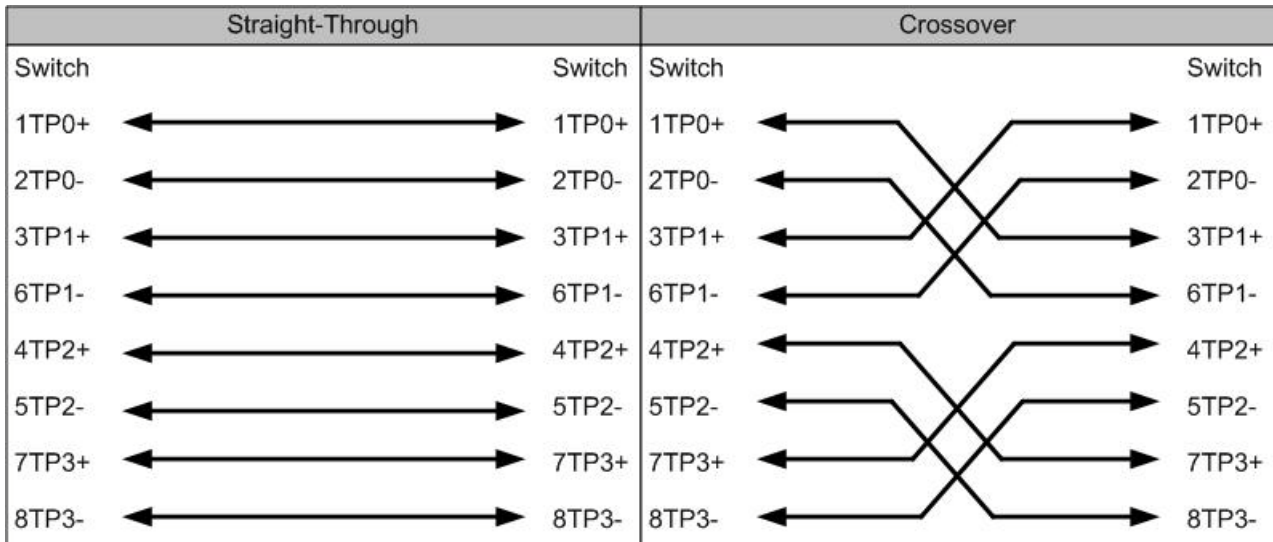 Straight-Through Crossover
Switch Switch Switch Switch
1TP0+ 1TP0+ 1TP0+ 1TP0+
2TP0- 2TP0- 2TP0- 2TP0-
3TP1+ 3TP1+ 3TP1+ 3TP1+
6TP1- 6TP1- 6TP1- 6TP1-
4TP2+ 4TP2+ 4TP2+ 4TP2+
5TP2- 5TP2- 5TP2- 5TP2-
7TP3+ 7TP3+ 7TP3+ 7TP3+
8TP3- 8TP3- 8TP3- 8TP3-